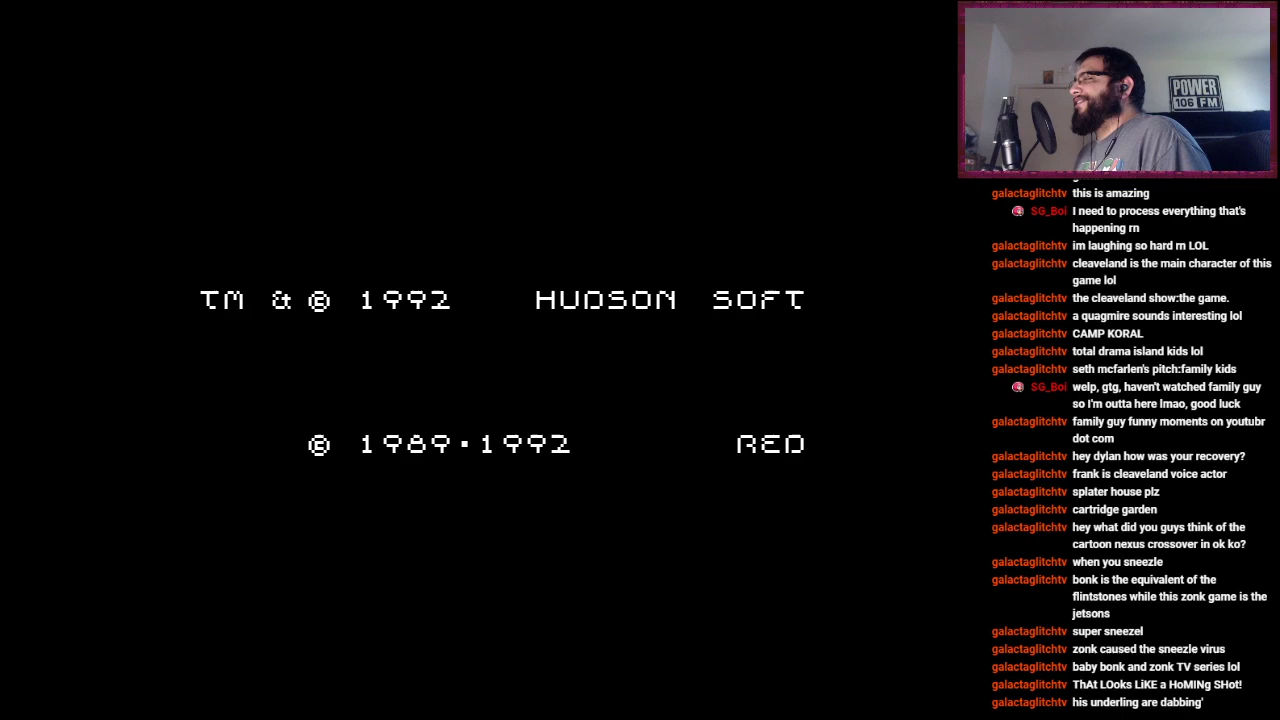 TM & © 1992 HUDSON SOFT
© 1989·1992 RED
POWER
106 FM
galactaglitchtv this is amazing
SG_Boi I need to process everything that's
happening rn
galactaglitchtv im laughing so hard rn LOL
galactaglitchtv cleaveland is the main character of this
game lol
galactaglitchtv the cleaveland show:the game.
galactaglitchtv a quagmire sounds interesting lol
galactaglitchtv CAMP KORAL
galactaglitchtv total drama island kids lol
galactaglitchtv seth mcfarlen's pitch:family kids
SG_Boi welp, gtg, haven't watched family guy
so I'm outta here lmao, good luck
galactaglitchtv family guy funny moments on youtubr
dot com
galactaglitchtv hey dylan how was your recovery?
galactaglitchtv frank is cleaveland voice actor
galactaglitchtv splater house plz
galactaglitchtv cartridge garden
galactaglitchtv hey what did you guys think of the
cartoon nexus crossover in ok ko?
galactaglitchtv when you sneezle
galactaglitchtv bonk is the equivalent of the
flintstones while this zonk game is the
jetsons
galactaglitchtv super sneezel
galactaglitchtv zonk caused the sneezle virus
galactaglitchtv baby bonk and zonk TV series lol
galactaglitchtv ThAt LOoks LiKE a HoMINg SHot!
galactaglitchtv his underling are dabbing'